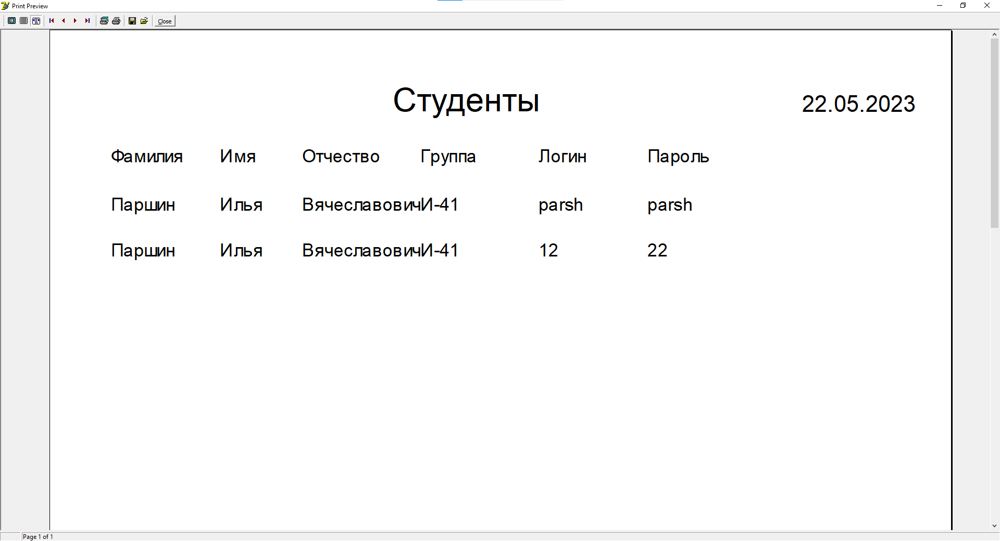 Print Preview
Close
Студенты 22.05.2023
Фамилия Имя Отчество Группа Логин Пароль
Паршин Илья Вячеславович И-41 parsh parsh
Паршин Илья Вячеславович И-41 12 22
Page 1 of 1